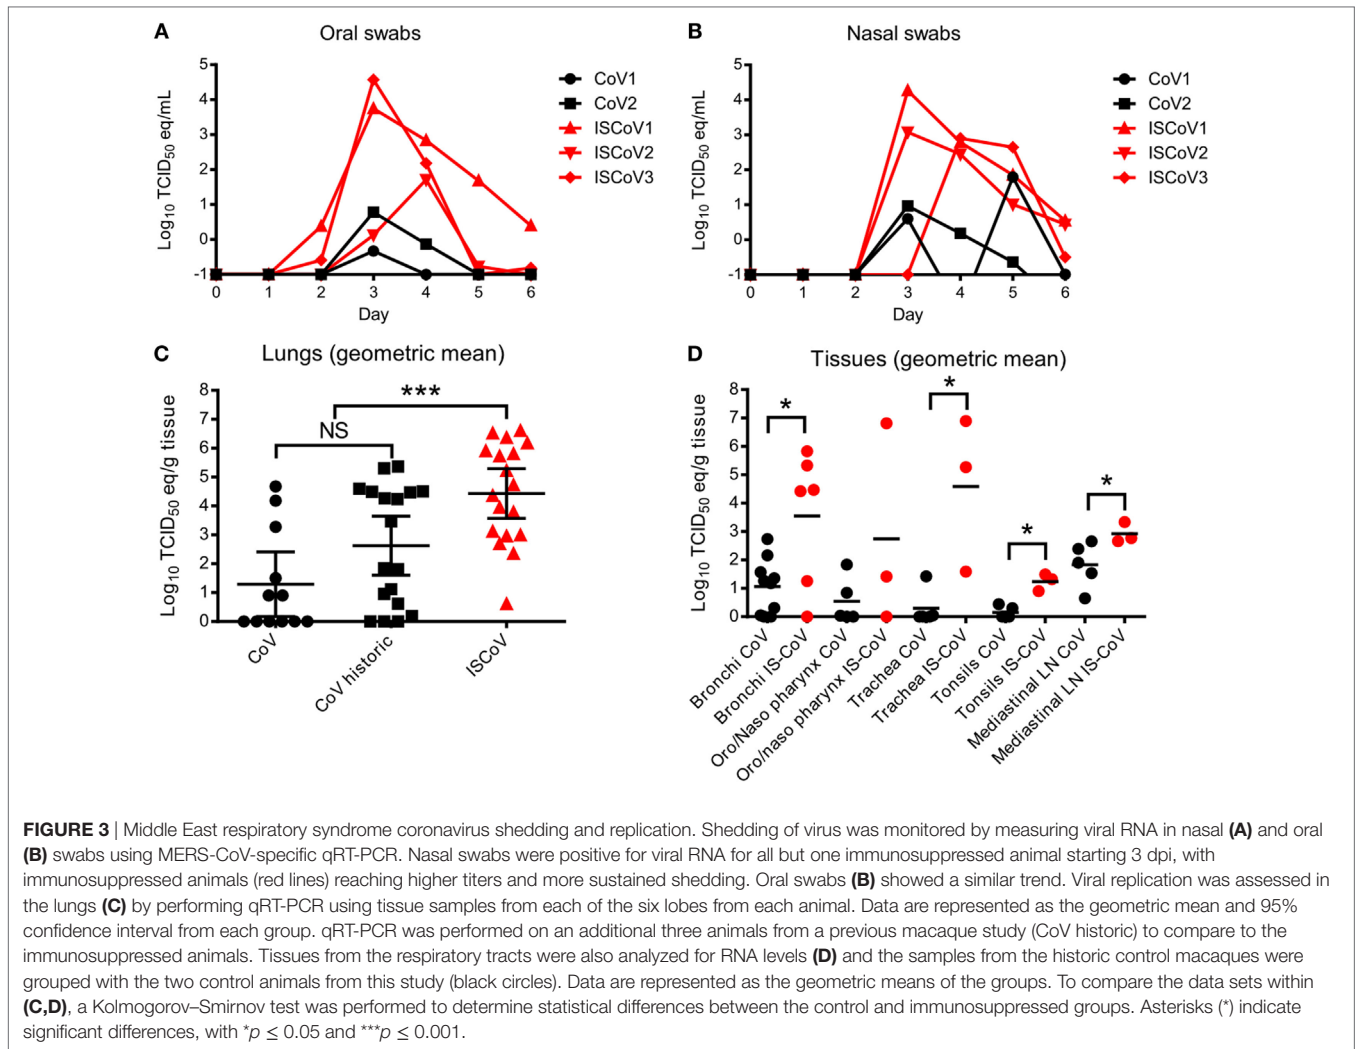 A
Oral swabs
Log10 TCID50 eq/mL
5
4
3
2
1
0
-1
0 1 2 3 4 5 6
Day
CoV1
CoV2
ISCoV1
ISCoV2
ISCoV3
B
Nasal swabs
Log10 TCID50 eq/mL
5
4
3
2
1
0
-1
0 1 2 3 4 5 6
Day
CoV1
CoV2
ISCoV1
ISCoV2
ISCoV3
C
Lungs (geometric mean)
Log10 TCID50 eq/g tissue
8
7
6
5
4
3
2
1
0
NS
***
CoV
CoV historic
ISCoV
D
Tissues (geometric mean)
Log10 TCID50 eq/g tissue
8
7
6
5
4
3
2
1
0
*
*
*
*
Bronchi CoV
Bronchi IS-CoV
Oro/Naso pharynx CoV
Oro/naso pharynx IS-CoV
Trachea CoV
Trachea IS-CoV
Tonsils CoV
Tonsils IS-CoV
Mediastinal LN CoV
Mediastinal LN IS-CoV
FIGURE 3 | Middle East respiratory syndrome coronavirus shedding and replication. Shedding of virus was monitored by measuring viral RNA in nasal (A) and oral
(B) swabs using MERS-CoV-specific qRT-PCR. Nasal swabs were positive for viral RNA for all but one immunosuppressed animal starting 3 dpi, with
immunosuppressed animals (red lines) reaching higher titers and more sustained shedding. Oral swabs (B) showed a similar trend. Viral replication was assessed in
the lungs (C) by performing qRT-PCR using tissue samples from each of the six lobes from each animal. Data are represented as the geometric mean and 95%
confidence interval from each group. qRT-PCR was performed on an additional three animals from a previous macaque study (CoV historic) to compare to the
immunosuppressed animals. Tissues from the respiratory tracts were also analyzed for RNA levels (D) and the samples from the historic control macaques were
grouped with the two control animals from this study (black circles). Data are represented as the geometric means of the groups. To compare the data sets within
(C,D), a Kolmogorov–Smirnov test was performed to determine statistical differences between the control and immunosuppressed groups. Asterisks (*) indicate
significant differences, with *p ≤ 0.05 and ***p ≤ 0.001.